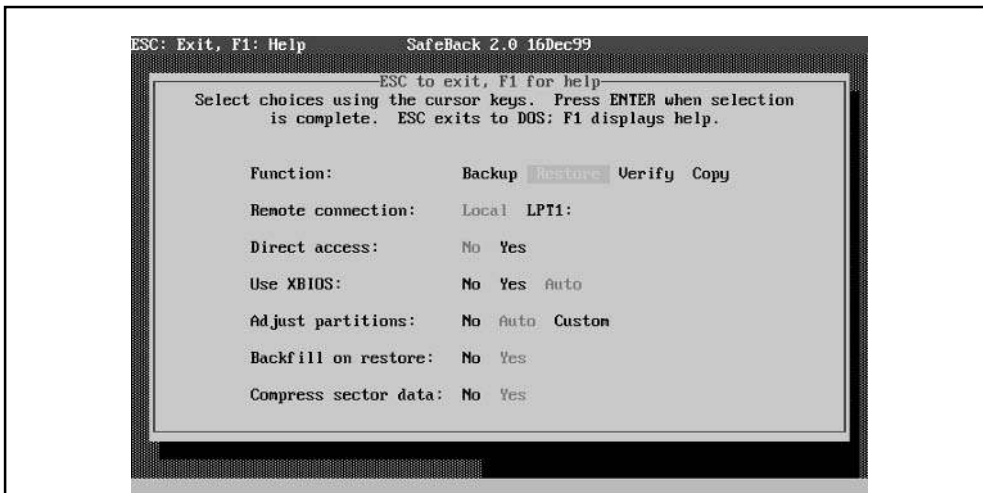 ESC: Exit, F1: Help SafeBack 2.0 16Dec99
ESC to exit, F1 for help
Select choices using the cursor keys. Press ENTER when selection
is complete. ESC exits to DOS; F1 displays help.
Function: Backup Restore Verify Copy
Remote connection: Local LPT1:
Direct access: No Yes
Use XBIOS: No Yes Auto
Adjust partitions: No Auto Custom
Backfill on restore: No Yes
Compress sector data: No Yes